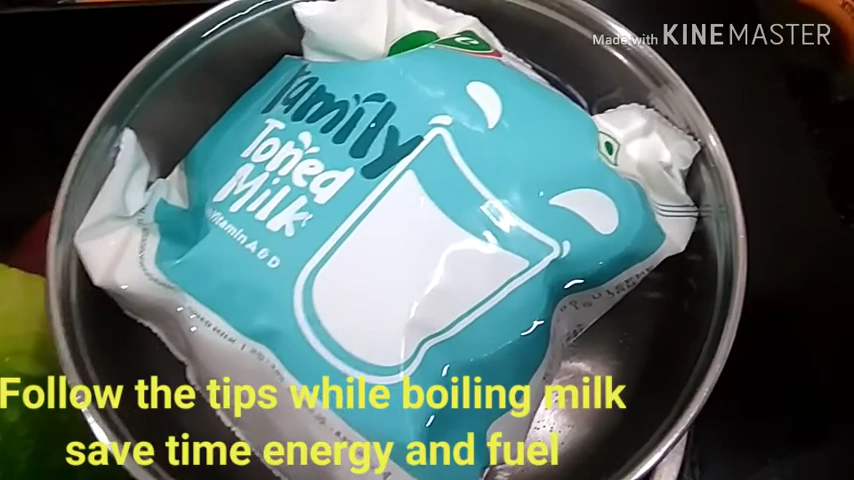 Made with KINEMASTER
Family
Toned
Milk
Vitamin A & D
Follow the tips while boiling milk
save time energy and fuel